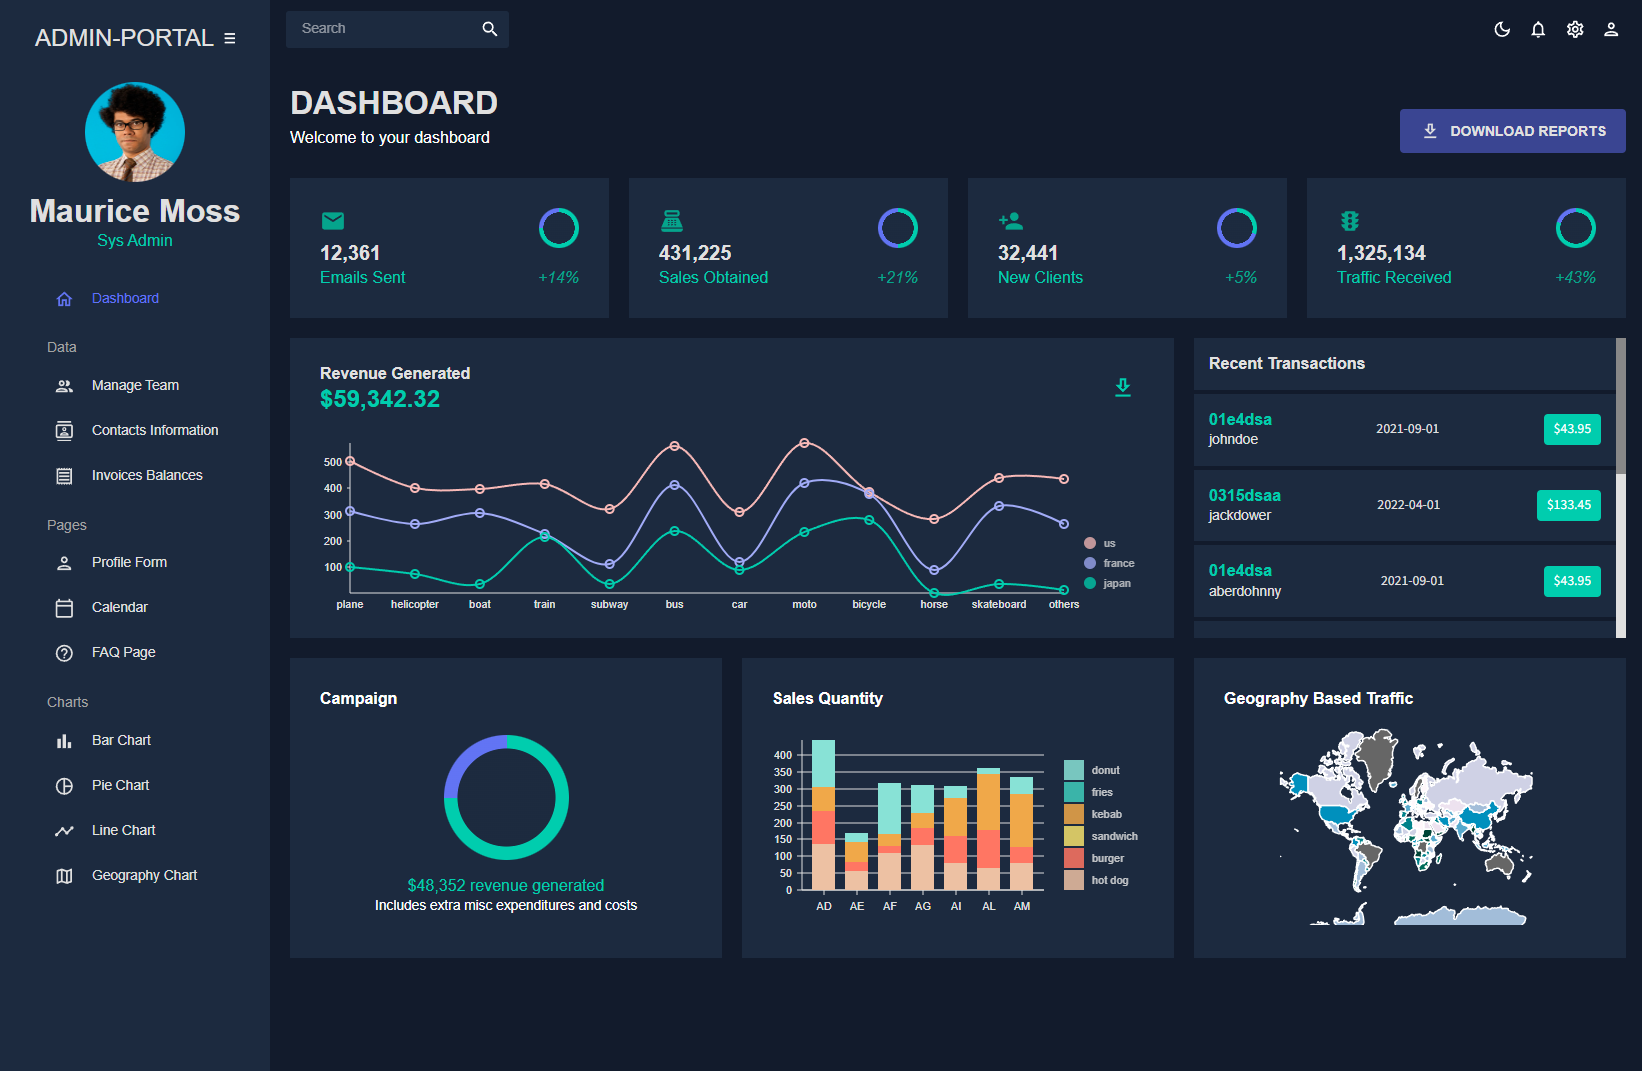 ADMIN-PORTAL
Search
Maurice Moss
Sys Admin
Dashboard
Data
Manage Team
Contacts Information
Invoices Balances
Pages
Profile Form
Calendar
FAQ Page
Charts
Bar Chart
Pie Chart
Line Chart
Geography Chart
DASHBOARD
Welcome to your dashboard
DOWNLOAD REPORTS
12,361
Emails Sent
+14%
431,225
Sales Obtained
+21%
32,441
New Clients
+5%
1,325,134
Traffic Received
+43%
Revenue Generated
$59,342.32
500
400
300
200
100
plane helicopter boat train subway bus car moto bicycle horse skateboard others
us
france
japan
Recent Transactions
01e4dsa
johndoe
2021-09-01
$43.95
0315dsaa
jackdower
2022-04-01
$133.45
01e4dsa
aberdohnny
2021-09-01
$43.95
Campaign
$48,352 revenue generated
Includes extra misc expenditures and costs
Sales Quantity
400
350
300
250
200
150
100
50
0
AD AE AF AG AI AL AM
donut
fries
kebab
sandwich
burger
hot dog
Geography Based Traffic